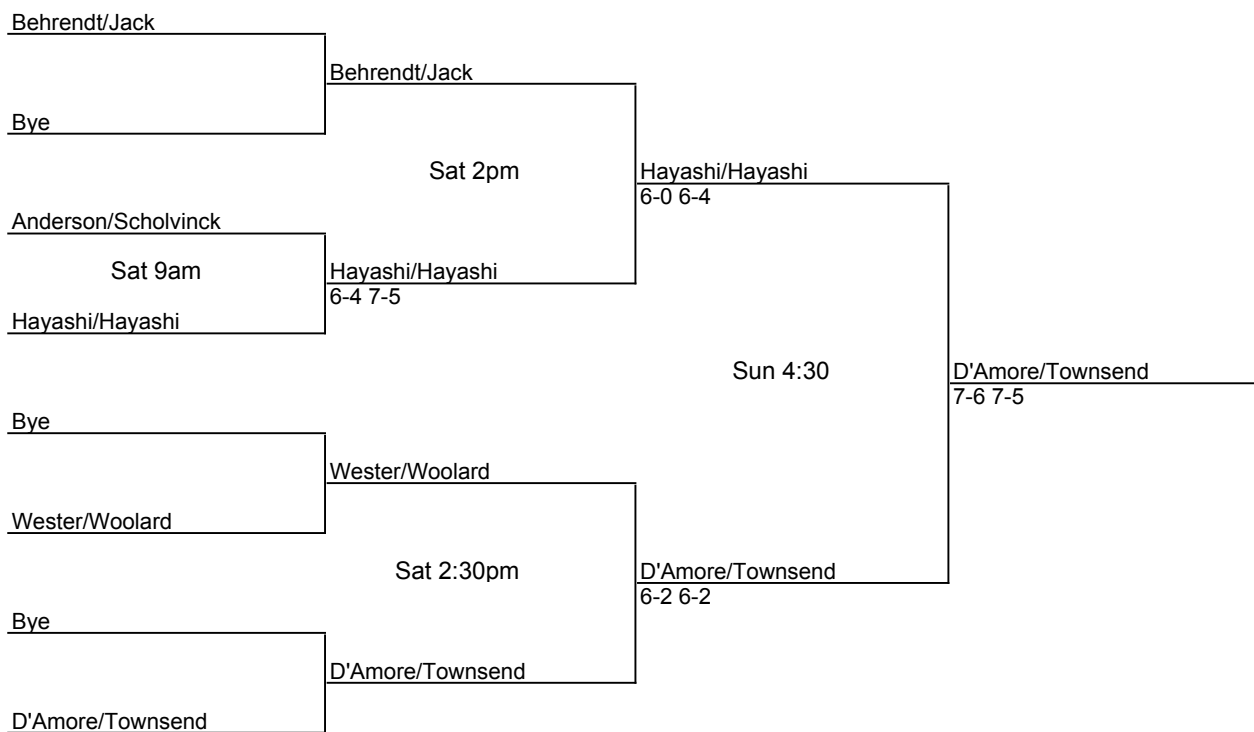 Behrendt/Jack
Behrendt/Jack
Bye
Sat 2pm
Hayashi/Hayashi
6-0 6-4
Anderson/Scholvinck
Sat 9am
Hayashi/Hayashi
6-4 7-5
Hayashi/Hayashi
Sun 4:30
D'Amore/Townsend
7-6 7-5
Bye
Wester/Woolard
Wester/Woolard
Sat 2:30pm
D'Amore/Townsend
6-2 6-2
Bye
D'Amore/Townsend
D'Amore/Townsend